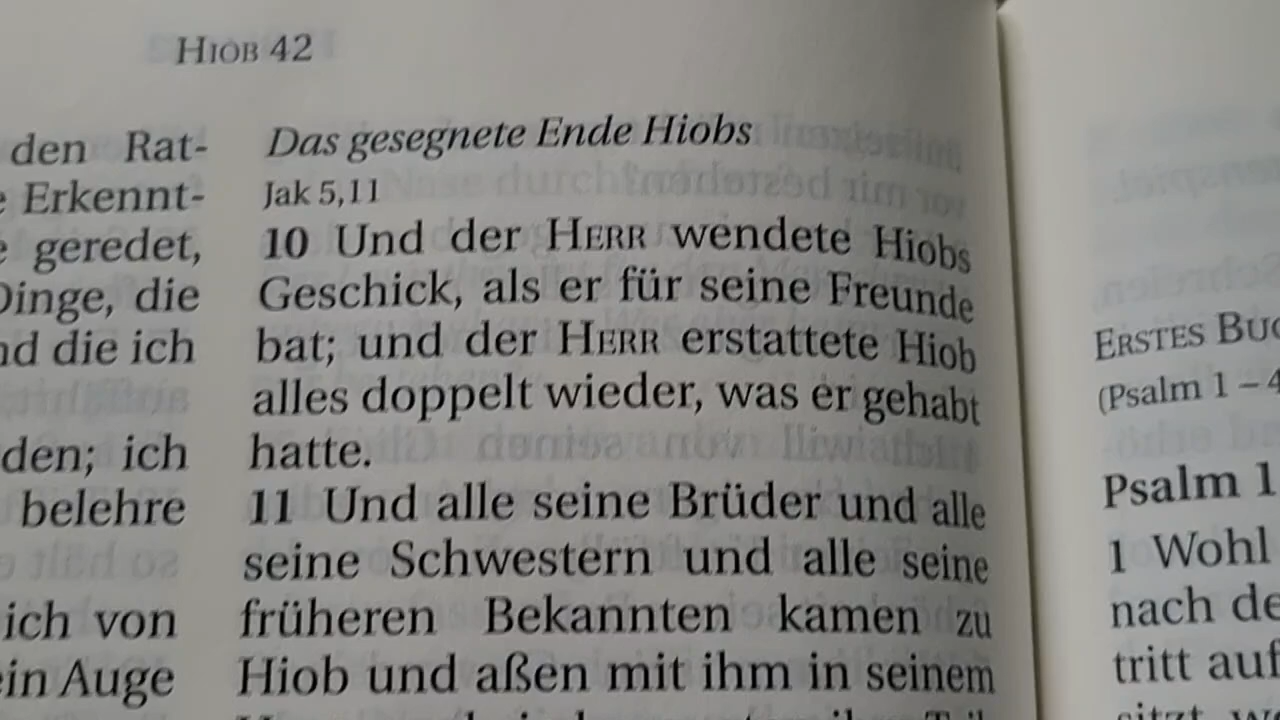 HIOB 42
den Rat-
Erkennt-
geredet,
Dinge, die
die ich
den; ich
belehre
ich von
Auge
Das gesegnete Ende Hiobs
Jak 5,11
10 Und der HERR wendete Hiobs
Geschick, als er für seine Freunde
bat; und der HERR erstattete Hiob
alles doppelt wieder, was er gehabt
hatte.
11 Und alle seine Brüder und alle
seine Schwestern und alle seine
früheren Bekannten kamen zu
Hiob und aßen mit ihm in seinem
ERSTES BUC
(Psalm 1 – 4
Psalm 1
1 Wohl
nach de
tritt auf